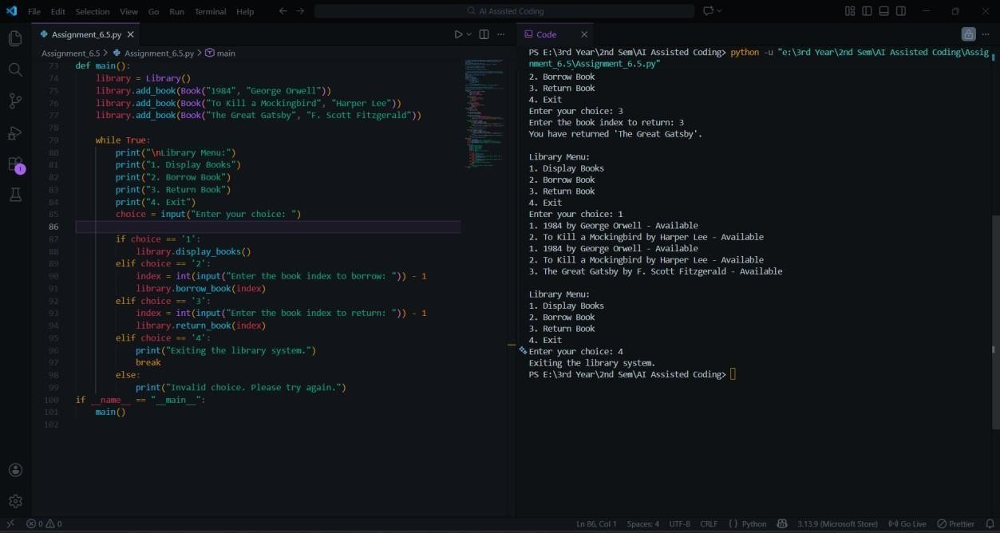 File Edit Selection View Go Run Terminal Help
AI Assisted Coding
Assignment_6.5.py
Assignment_6.5 > Assignment_6.5.py > main
73 def main():
74 library = Library()
75 library.add_book(Book("1984", "George Orwell"))
76 library.add_book(Book("To Kill a Mockingbird", "Harper Lee"))
77 library.add_book(Book("The Great Gatsby", "F. Scott Fitzgerald"))
78
79 while True:
80 print("\nLibrary Menu:")
81 print("1. Display Books")
82 print("2. Borrow Book")
83 print("3. Return Book")
84 print("4. Exit")
85 choice = input("Enter your choice: ")
86
87 if choice == '1':
88 library.display_books()
89 elif choice == '2':
90 index = int(input("Enter the book index to borrow: ")) - 1
91 library.borrow_book(index)
92 elif choice == '3':
93 index = int(input("Enter the book index to return: ")) - 1
94 library.return_book(index)
95 elif choice == '4':
96 print("Exiting the library system.")
97 break
98 else:
99 print("Invalid choice. Please try again.")
100 if __name__ == "__main__":
101 main()
102
Code
PS E:\3rd Year\2nd Sem\AI Assisted Coding> python -u "e:\3rd Year\2nd Sem\AI Assisted Coding\Assig
nment_6.5\Assignment_6.5.py"
2. Borrow Book
3. Return Book
4. Exit
Enter your choice: 3
Enter the book index to return: 3
You have returned 'The Great Gatsby'.

Library Menu:
1. Display Books
2. Borrow Book
3. Return Book
4. Exit
Enter your choice: 1
1. 1984 by George Orwell - Available
2. To Kill a Mockingbird by Harper Lee - Available
1. 1984 by George Orwell - Available
2. To Kill a Mockingbird by Harper Lee - Available
3. The Great Gatsby by F. Scott Fitzgerald - Available

Library Menu:
1. Display Books
2. Borrow Book
3. Return Book
4. Exit
Enter your choice: 4
Exiting the library system.
PS E:\3rd Year\2nd Sem\AI Assisted Coding>
1
0 0
Ln 86, Col 1 Spaces: 4 UTF-8 CRLF { } Python 3.13.9 (Microsoft Store) Go Live Prettier